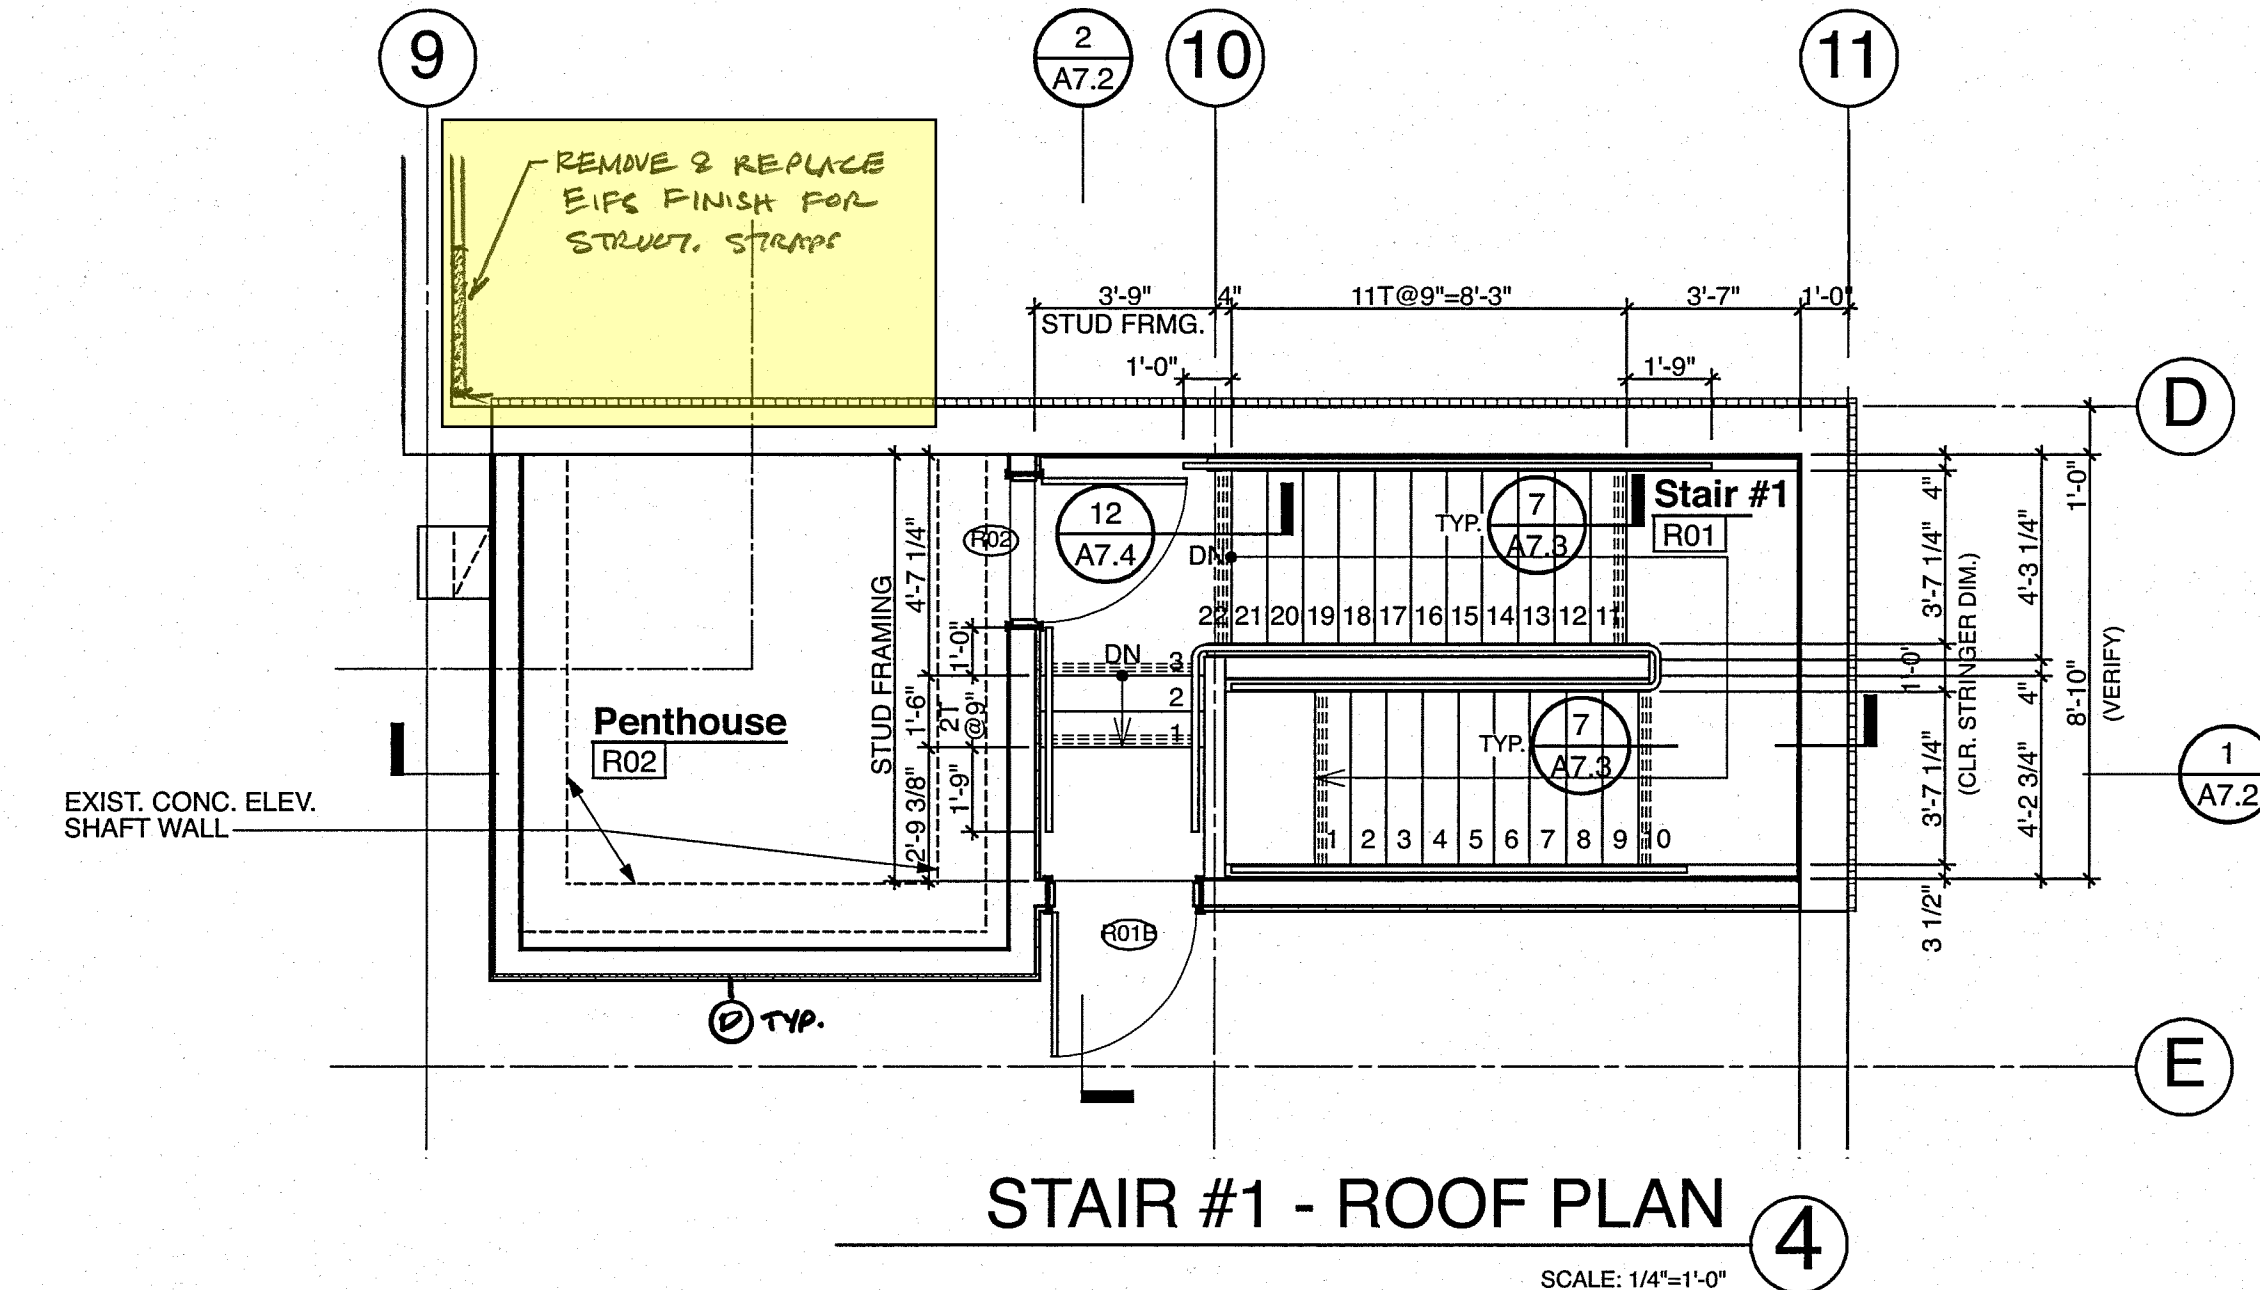 9
2
A7.2
10
11
REMOVE & REPLACE
EIFS FINISH FOR
STRUCT. STRAPS
3'-9"
4"
11T@9"=8'-3"
3'-7"
1'-0"
STUD FRMG.
1'-0"
1'-9"
D
12
A7.4
R02
TYP.
7
A7.3
Stair #1
R01
DN
22 21 20 19 18 17 16 15 14 13 12 11
STUD FRAMING
4'-7 1/4"
1'-0"
1'-6"
2T
@9"
2'-9 3/8"
1'-9"
DN
3
2
1
Penthouse
R02
EXIST. CONC. ELEV.
SHAFT WALL
TYP.
7
A7.3
1 2 3 4 5 6 7 8 9 10
4"
3'-7 1/4"
1'-0"
3'-7 1/4"
3 1/2"
(CLR. STRINGER DIM.)
4'-3 1/4"
4"
4'-2 3/4"
1'-0"
8'-10"
(VERIFY)
1
A7.2
R01B
D TYP.
E
STAIR #1 - ROOF PLAN
4
SCALE: 1/4"=1'-0"